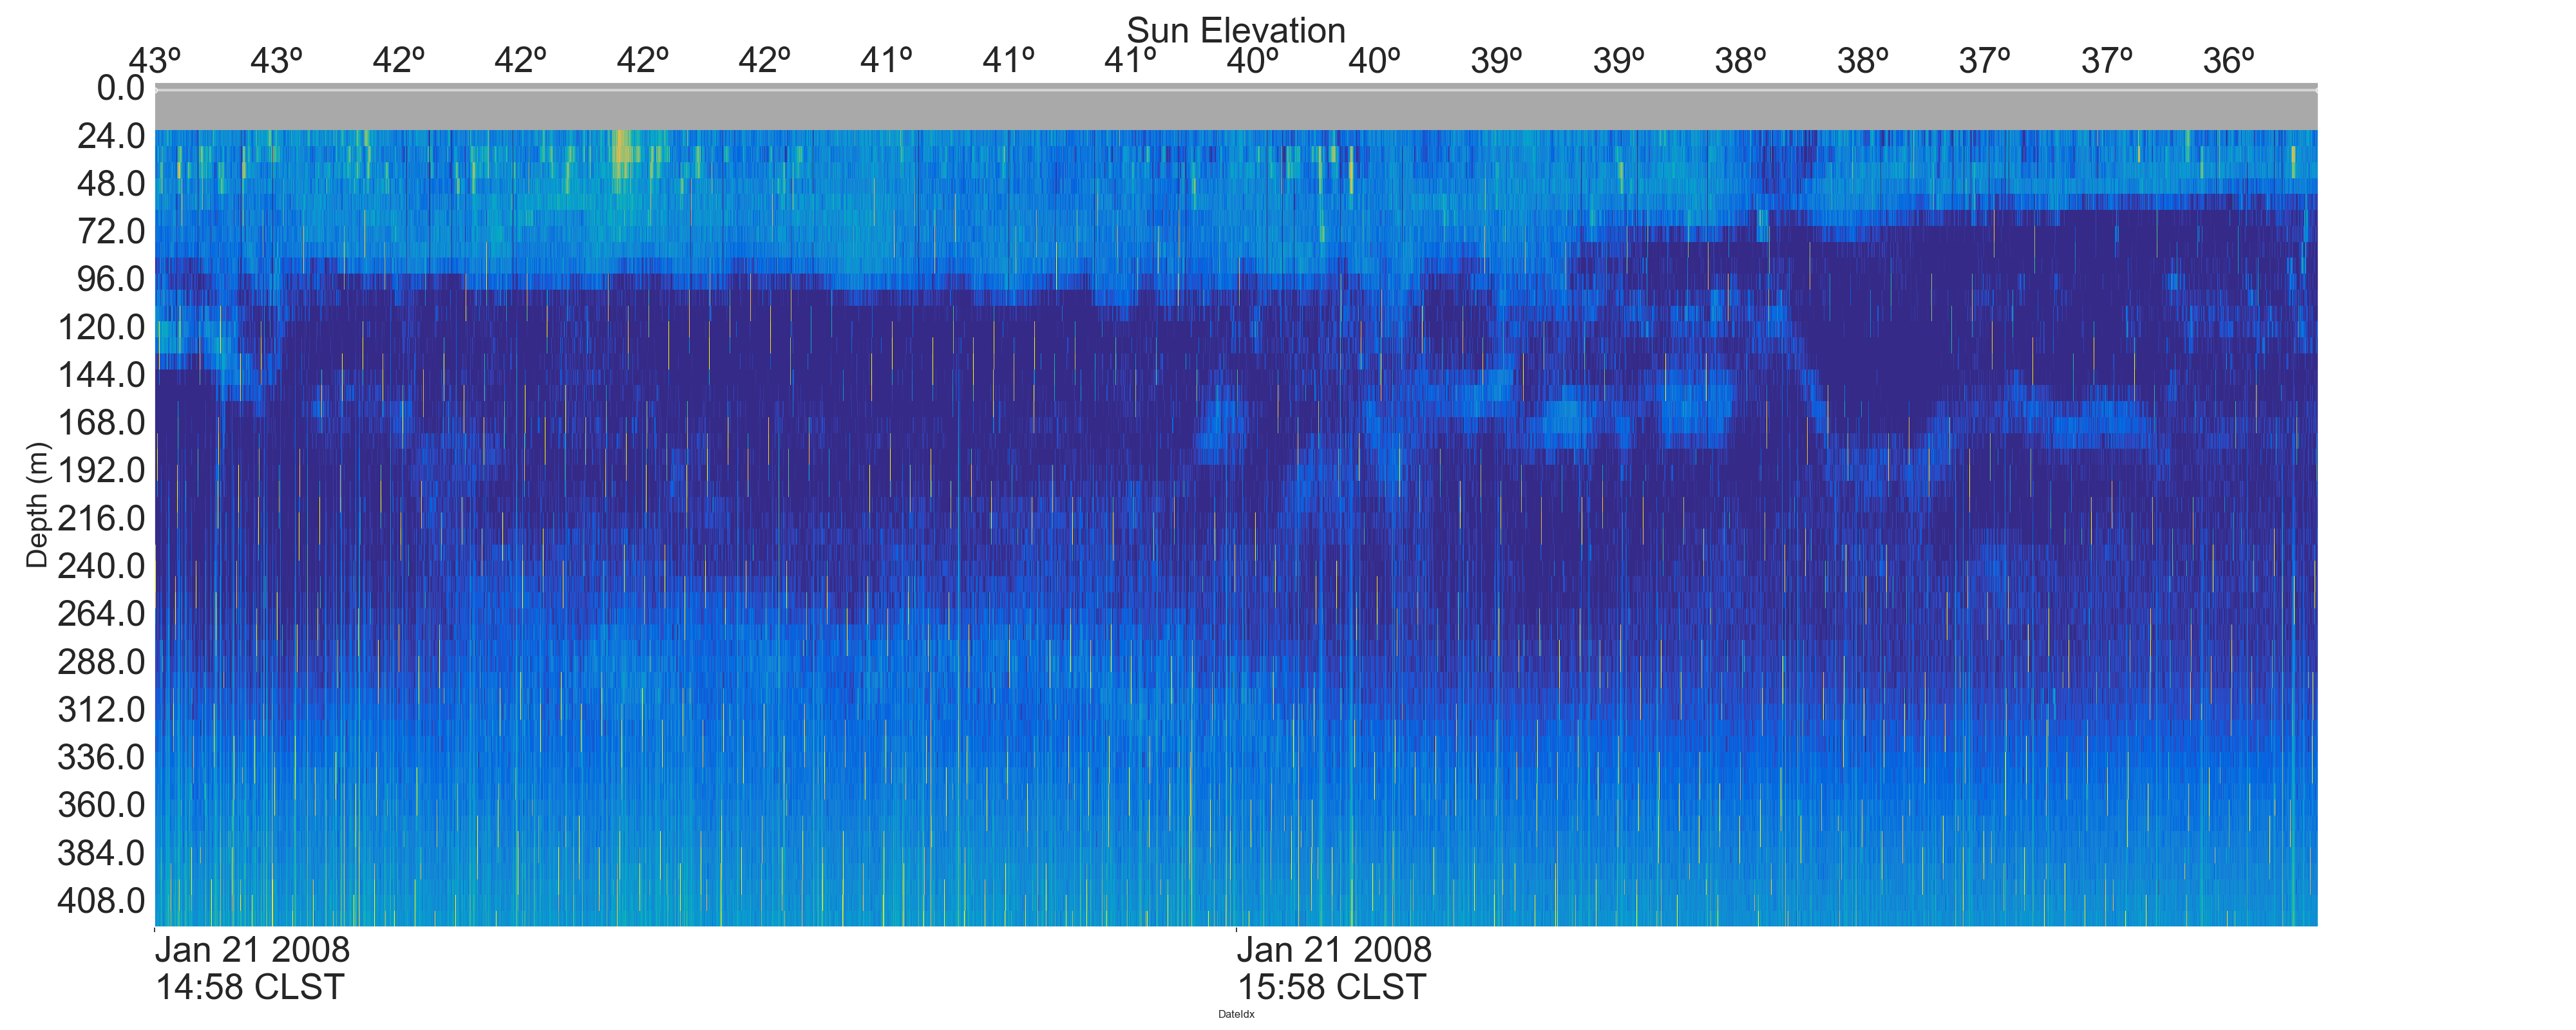 Sun Elevation
43º 43º 42º 42º 42º 42º 41º 41º 41º 40º 40º 39º 39º 38º 38º 37º 37º 36º
0.0
24.0
48.0
72.0
96.0
120.0
144.0
168.0
192.0
216.0
240.0
264.0
288.0
312.0
336.0
360.0
384.0
408.0
Depth (m)
Jan 21 2008
14:58 CLST
Jan 21 2008
15:58 CLST
DateIdx